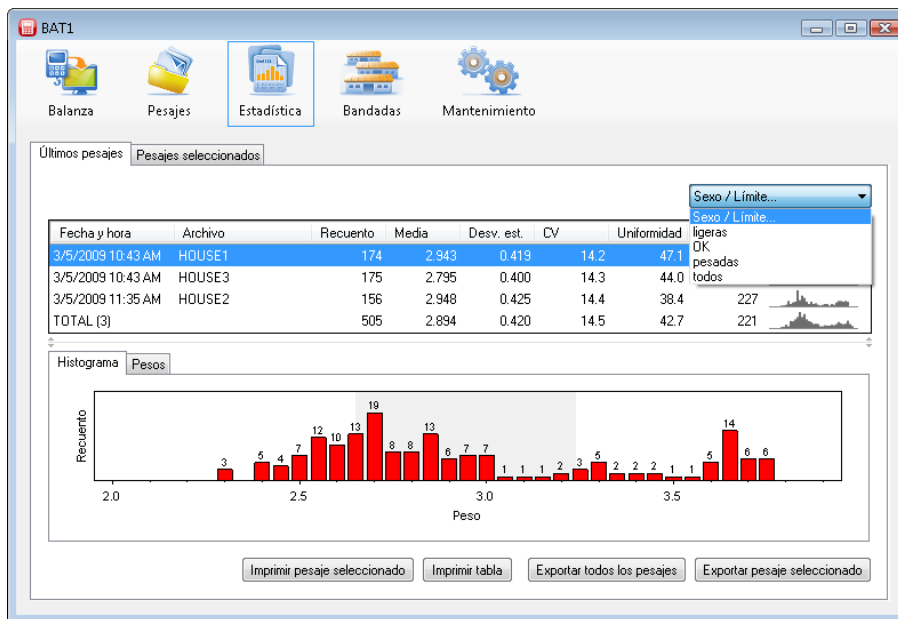 BAT1
Balanza Pesajes Estadística Bandadas Mantenimiento
Últimos pesajes Pesajes seleccionados
Sexo / Límite...
Sexo / Límite...
ligeras
OK
pesadas
todos
Fecha y hora Archivo Recuento Media Desv. est. CV Uniformidad
3/5/2009 10:43 AM HOUSE1 174 2.943 0.419 14.2 47.1
3/5/2009 10:43 AM HOUSE3 175 2.795 0.400 14.3 44.0
3/5/2009 11:35 AM HOUSE2 156 2.948 0.425 14.4 38.4 227
TOTAL (3) 505 2.894 0.420 14.5 42.7 221
Histograma Pesos
Recuento
3 5 4 7 12 10 13 19 8 8 13 6 7 7 1 1 1 2 3 5 2 2 2 1 1 5 14 6 6
2.0 2.5 3.0 3.5
Peso
Imprimir pesaje seleccionado Imprimir tabla Exportar todos los pesajes Exportar pesaje seleccionado